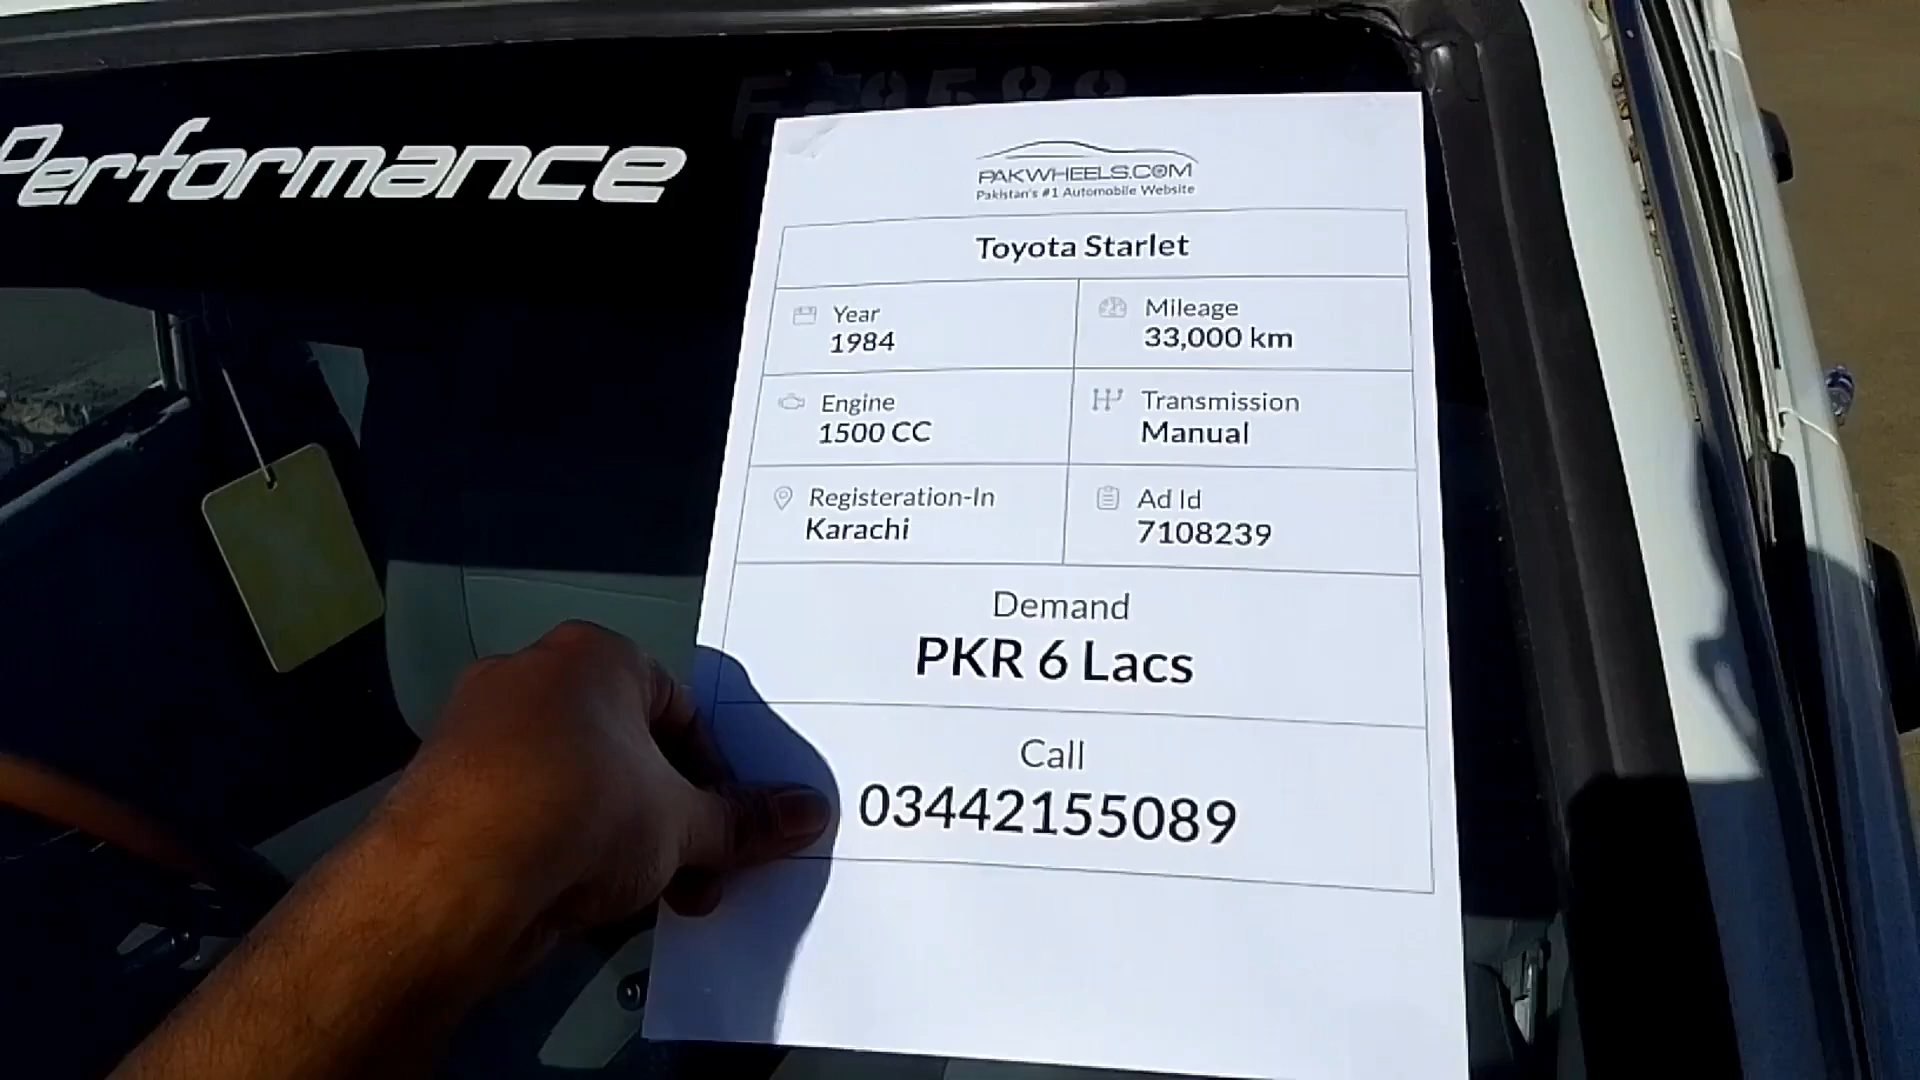 Performance
PAKWHEELS.COM
Pakistan's #1 Automobile Website
Toyota Starlet
Year
1984
Mileage
33,000 km
Engine
1500 CC
Transmission
Manual
Registeration-In
Karachi
Ad Id
7108239
Demand
PKR 6 Lacs
Call
03442155089